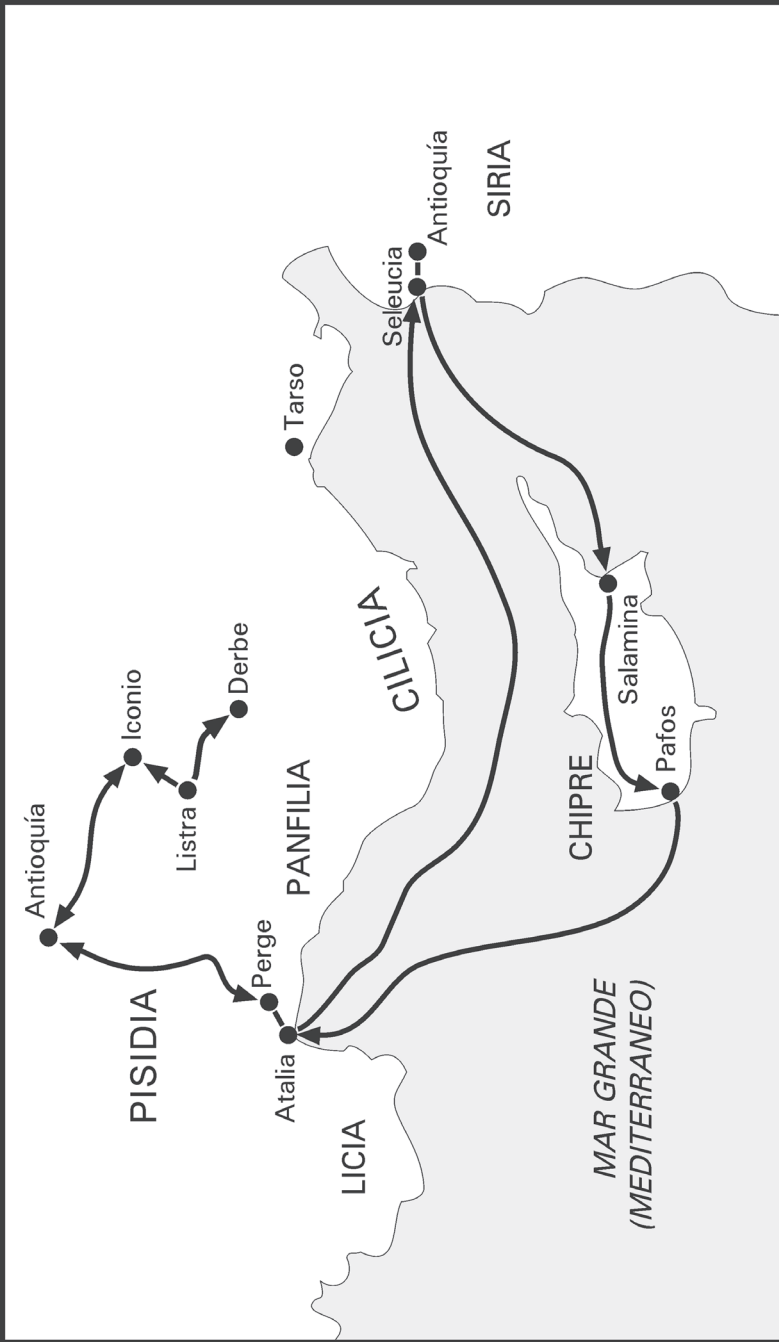 Antioquía
Iconio
Listra
Derbe
PISIDIA
Perge
PANFILIA
Atalia
LICIA
CILICIA
Tarso
Seleucia
Antioquía
SIRIA
CHIPRE
Salamina
Pafos
MAR GRANDE
(MEDITERRANEO)